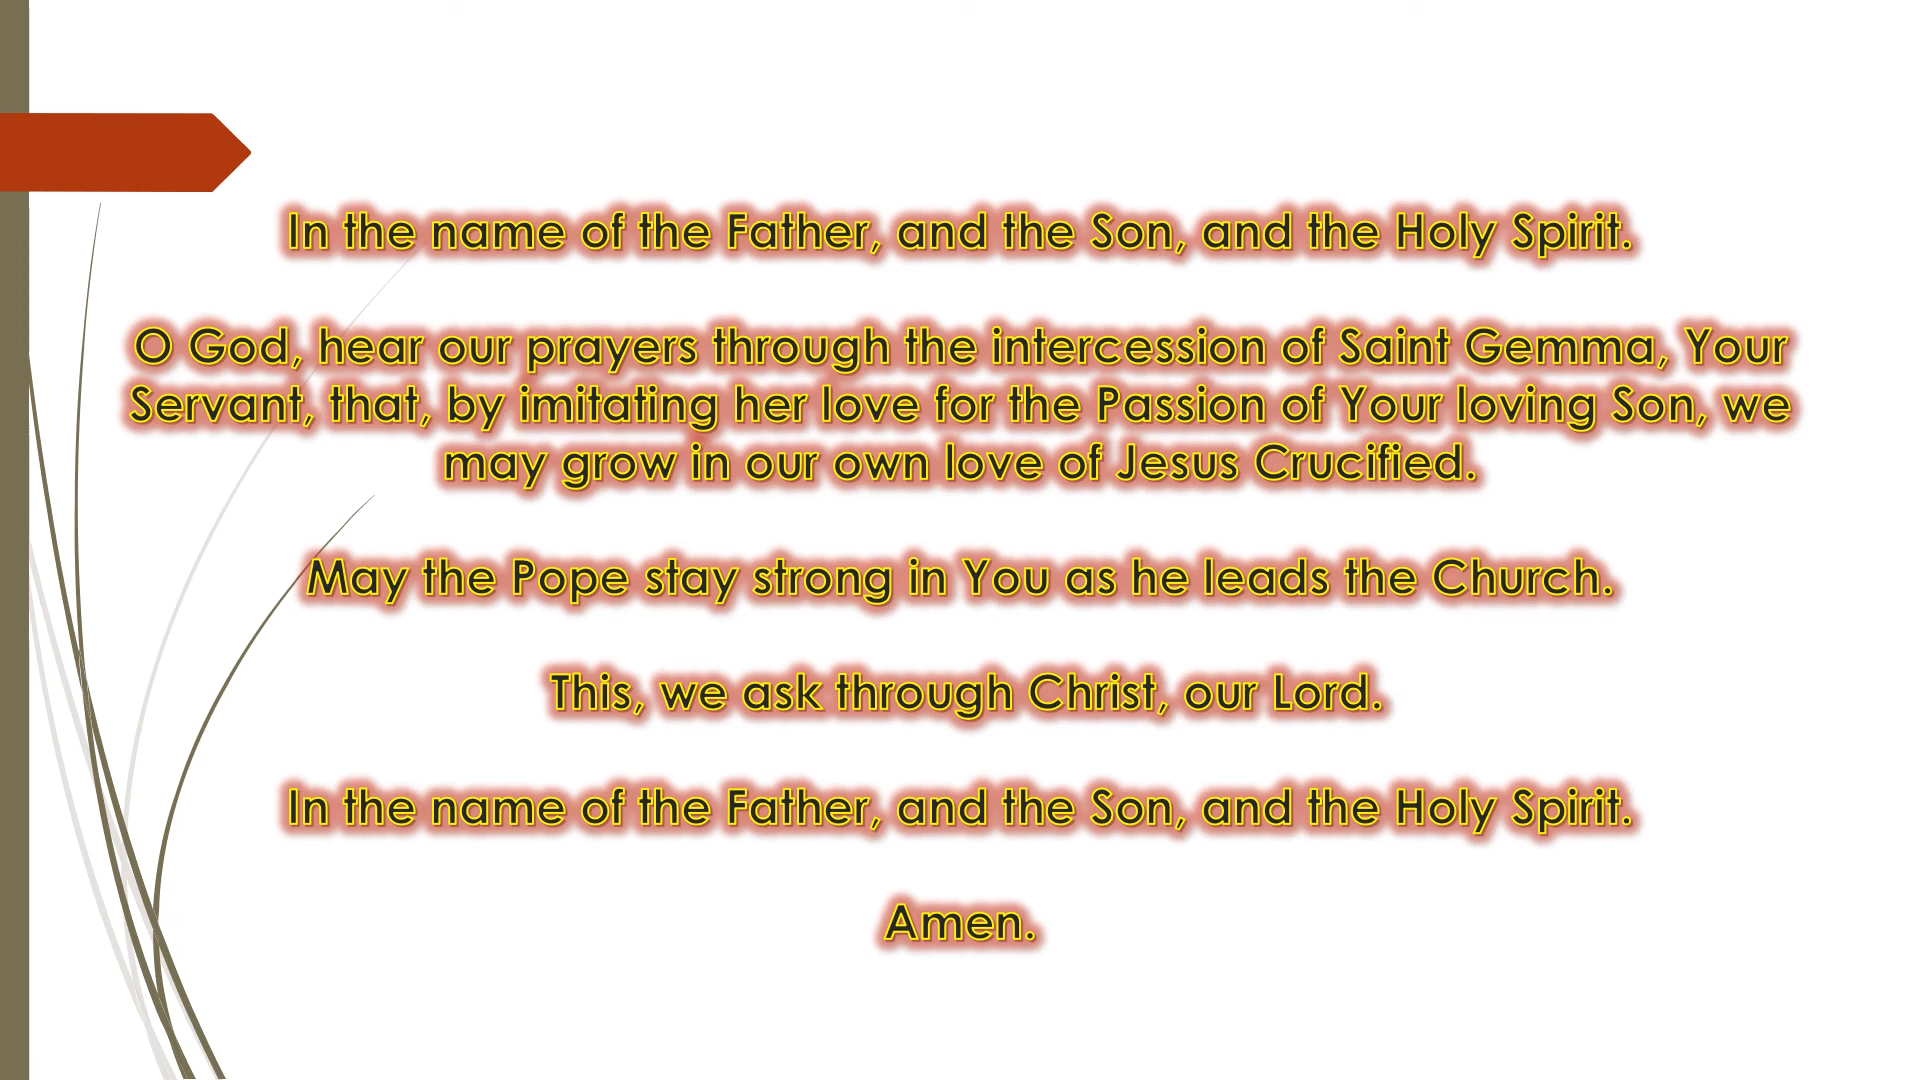 In the name of the Father, and the Son, and the Holy Spirit.
O God, hear our prayers through the intercession of Saint Gemma, Your
Servant, that, by imitating her love for the Passion of Your loving Son, we
may grow in our own love of Jesus Crucified.
May the Pope stay strong in You as he leads the Church.
This, we ask through Christ, our Lord.
In the name of the Father, and the Son, and the Holy Spirit.
Amen.